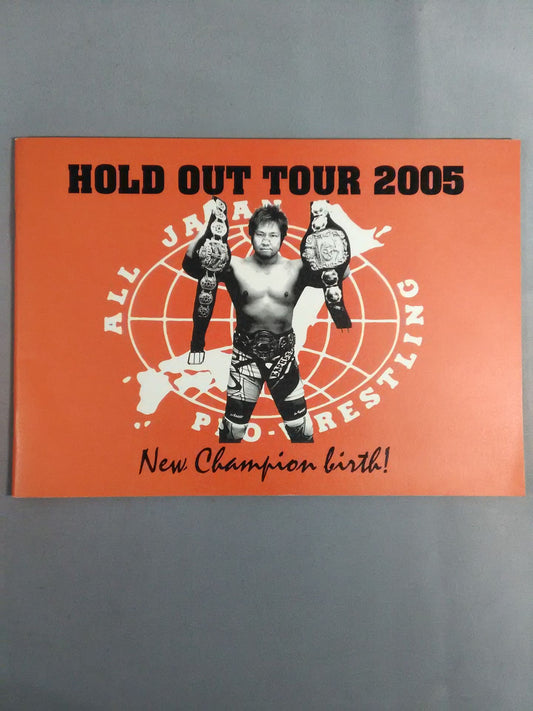 HOLD OUT TOUR 2005
ALL JAPAN
PRO-WRESTLING
New Champion birth!